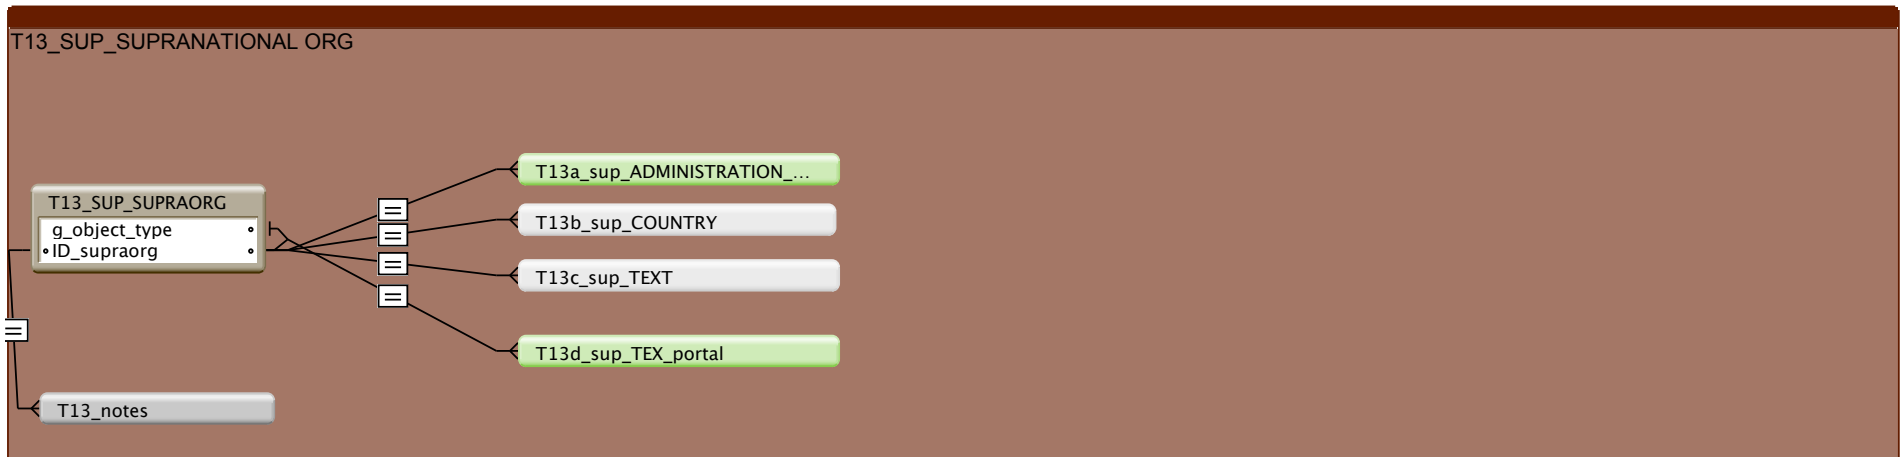 T13_SUP_SUPRANATIONAL ORG
T13_SUP_SUPRAORG
g_object_type
ID_supraorg
T13a_sup_ADMINISTRATION_...
T13b_sup_COUNTRY
T13c_sup_TEXT
T13d_sup_TEX_portal
T13_notes